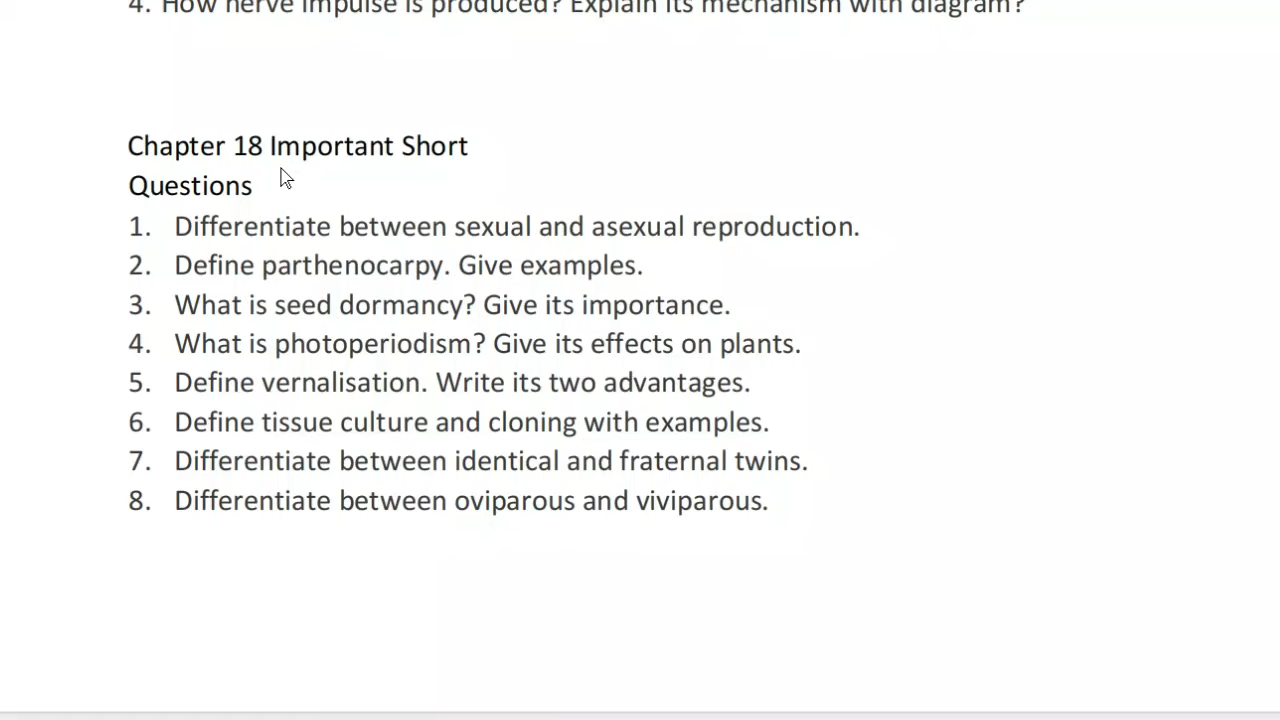 4. How nerve impulse is produced? Explain its mechanism with diagram?
Chapter 18 Important Short
Questions
1. Differentiate between sexual and asexual reproduction.
2. Define parthenocarpy. Give examples.
3. What is seed dormancy? Give its importance.
4. What is photoperiodism? Give its effects on plants.
5. Define vernalisation. Write its two advantages.
6. Define tissue culture and cloning with examples.
7. Differentiate between identical and fraternal twins.
8. Differentiate between oviparous and viviparous.